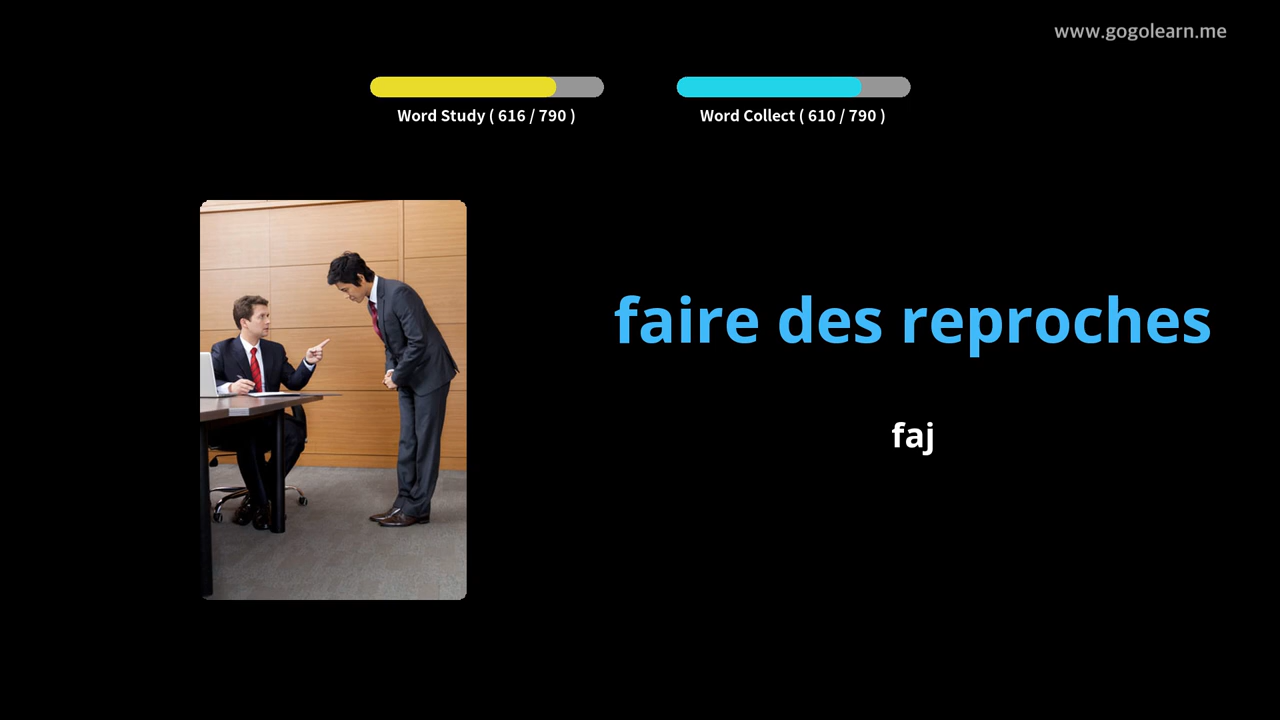 www.gogolearn.me
Word Study ( 616 / 790 )
Word Collect ( 610 / 790 )
faire des reproches
faj